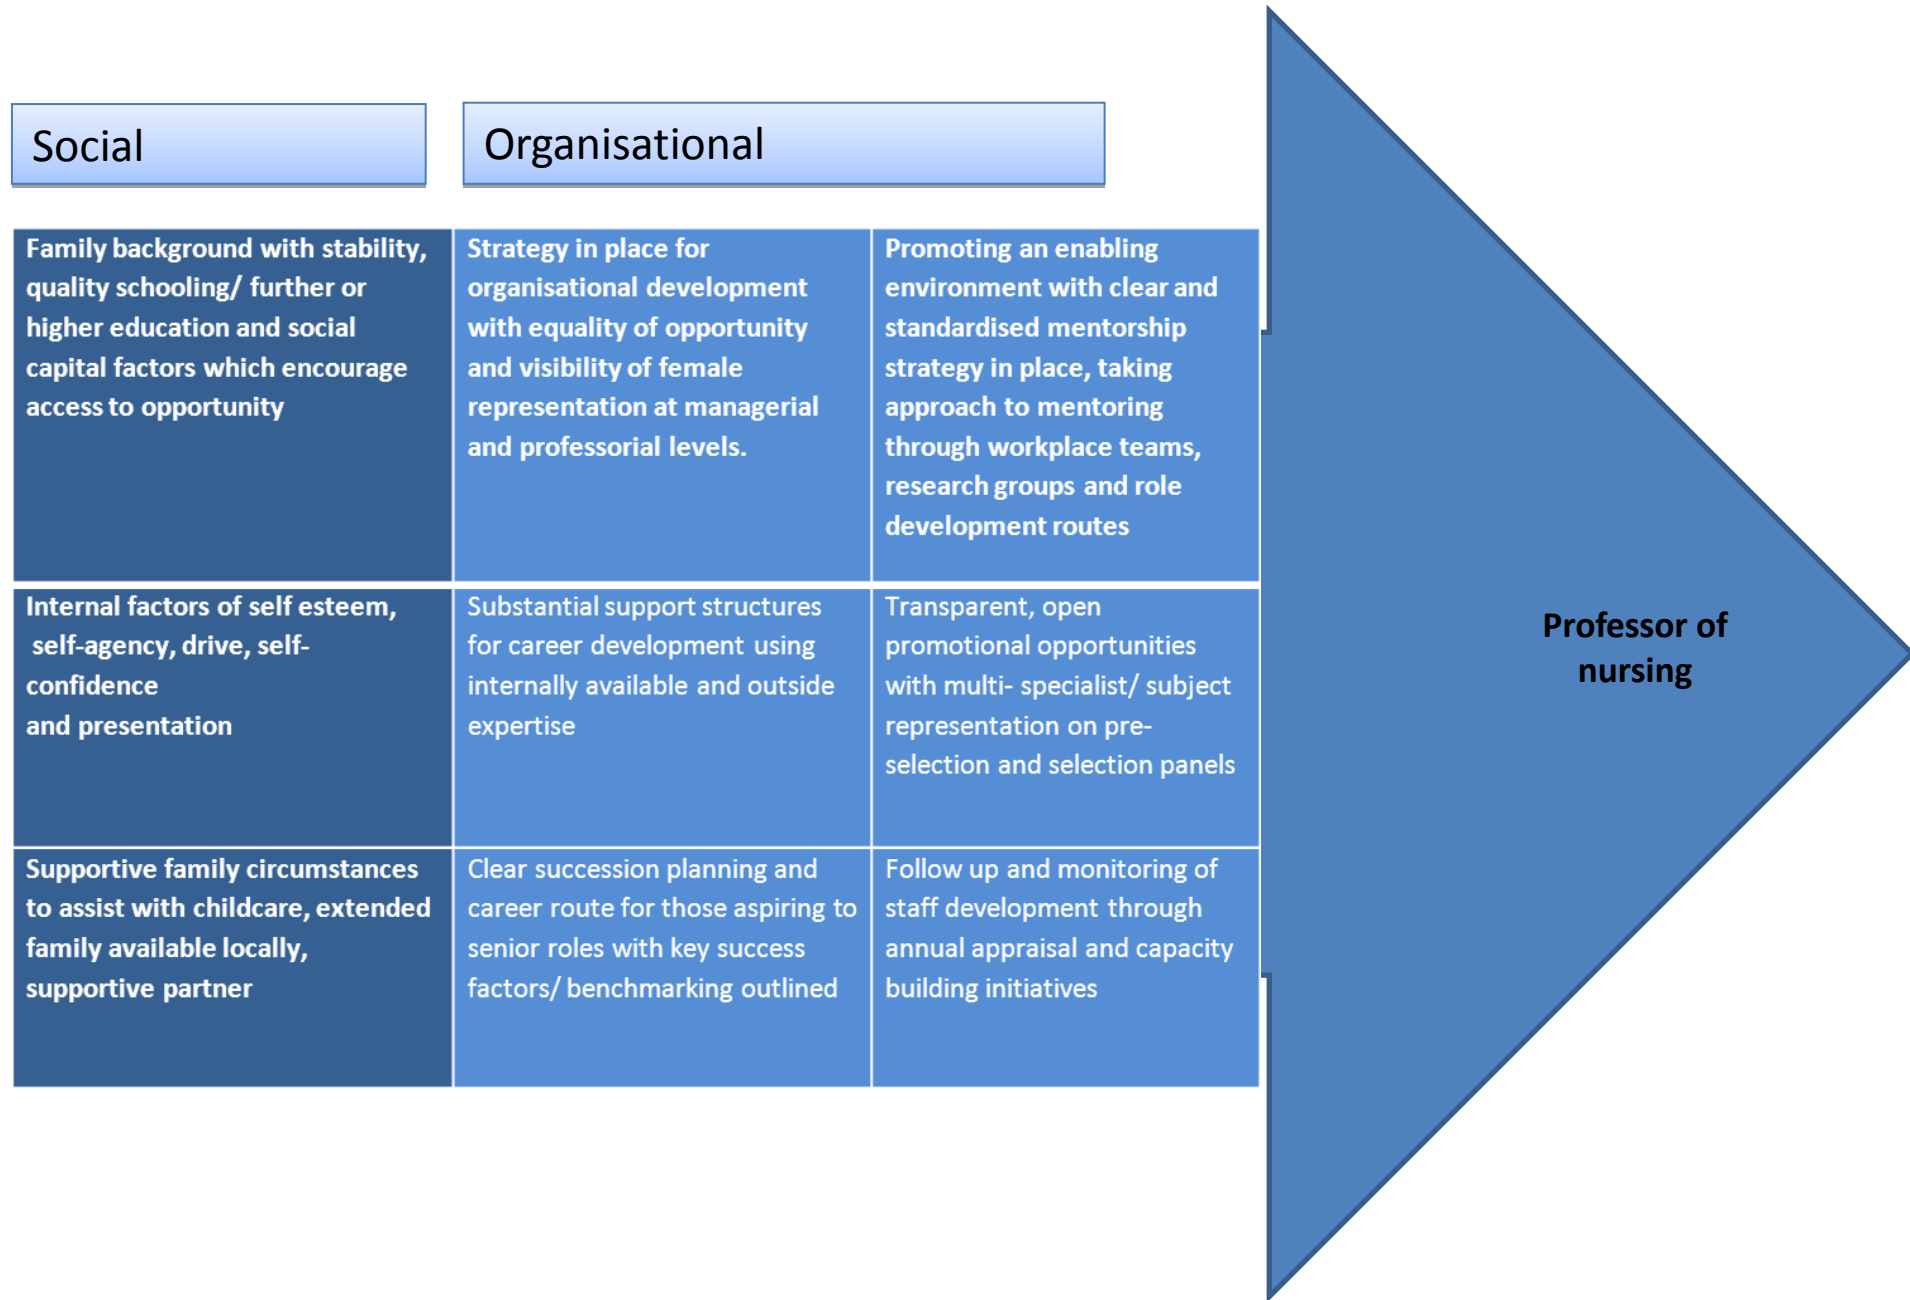 Social
Organisational
Family background with stability,
quality schooling/ further or
higher education and social
capital factors which encourage
access to opportunity
Strategy in place for
organisational development
with equality of opportunity
and visibility of female
representation at managerial
and professorial levels.
Promoting an enabling
environment with clear and
standardised mentorship
strategy in place, taking
approach to mentoring
through workplace teams,
research groups and role
development routes
Internal factors of self esteem,
self-agency, drive, self-
confidence
and presentation
Substantial support structures
for career development using
internally available and outside
expertise
Transparent, open
promotional opportunities
with multi- specialist/ subject
representation on pre-
selection and selection panels
Supportive family circumstances
to assist with childcare, extended
family available locally,
supportive partner
Clear succession planning and
career route for those aspiring to
senior roles with key success
factors/ benchmarking outlined
Follow up and monitoring of
staff development through
annual appraisal and capacity
building initiatives
Professor of
nursing